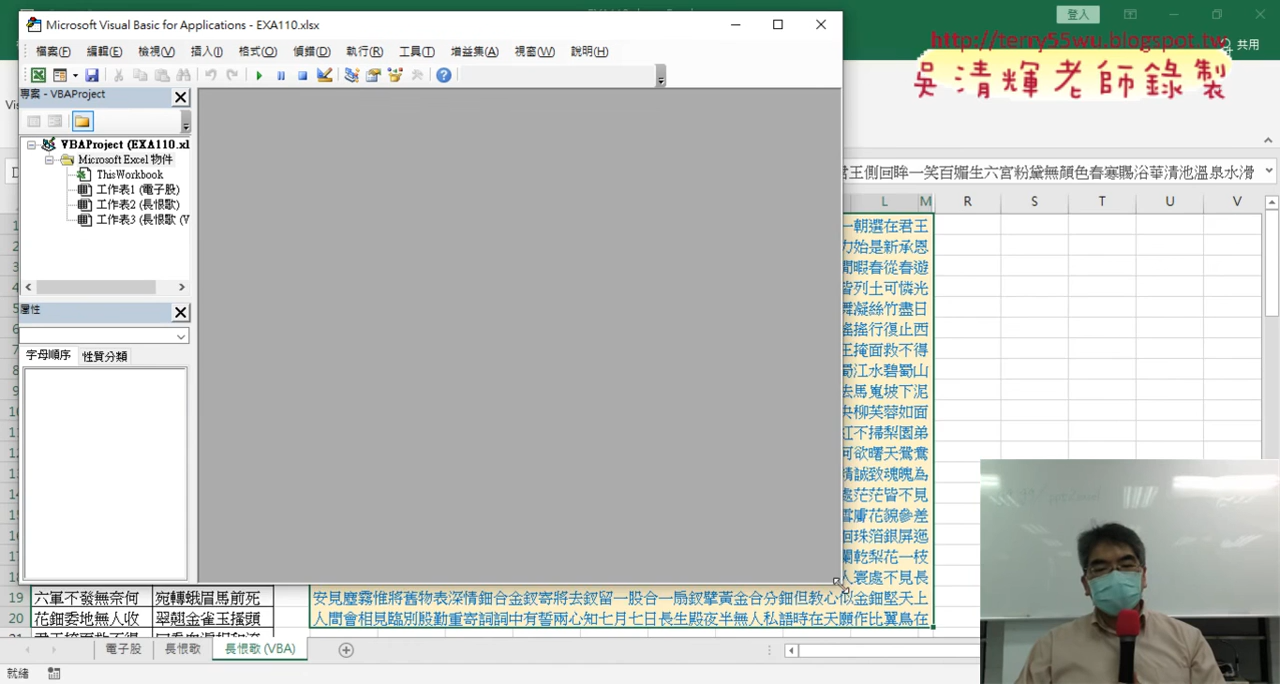 Microsoft Visual Basic for Applications - EXA110.xlsx
登入
http://terry55wu.blogspot.tw
共用
吳清輝老師錄製
檔案(F) 編輯(E) 檢視(V) 插入(I) 格式(O) 偵錯(D) 執行(R) 工具(T) 增益集(A) 視窗(W) 說明(H)
專案 - VBAProject
VBAProject (EXA110.xl
Microsoft Excel 物件
ThisWorkbook
工作表1 (電子股)
工作表2 (長恨歌)
工作表3 (長恨歌 (V
屬性
字母順序 性質分類
君王側回眸一笑百媚生六宮粉黛無顏色春寒賜浴華清池溫泉水滑
L M R S T U V
一朝選在君王
力始是新承恩
閒暇春從春遊
皆列土可憐光
舞凝絲竹盡日
搖搖行復止西
王掩面救不得
蜀江水碧蜀山
去馬嵬坡下泥
央柳芙蓉如面
紅不掃梨園弟
可欲曙天鴛鴦
精誠致魂魄為
處茫茫皆不見
雪膚花貌參差
徊珠箔銀屏迤
闌乾梨花一枝
人寰處不見長
19 六軍不發無奈何 宛轉蛾眉馬前死 安見塵霧惟將舊物表深情鈿合金釵寄將去釵留一股合一扇釵擘黃金合分鈿但教心似金鈿堅天上
20 花鈿委地無人收 翠翹金雀玉搔頭 人間會相見臨別殷勤重寄詞詞中有誓兩心知七月七日長生殿夜半無人私語時在天願作比翼鳥在
電子股 長恨歌 長恨歌 (VBA)
就緒